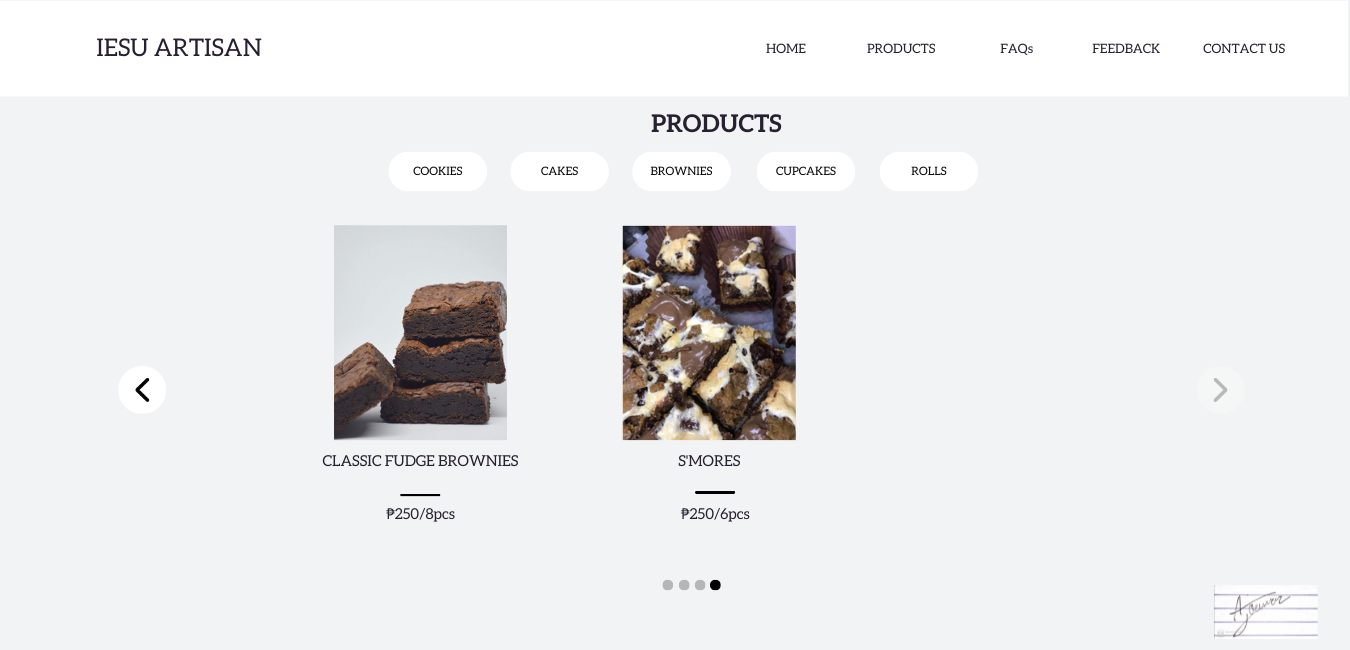 IESU ARTISAN
HOME PRODUCTS FAQs FEEDBACK CONTACT US
PRODUCTS
COOKIES CAKES BROWNIES CUPCAKES ROLLS
CLASSIC FUDGE BROWNIES S'MORES
₱250/8pcs ₱250/6pcs